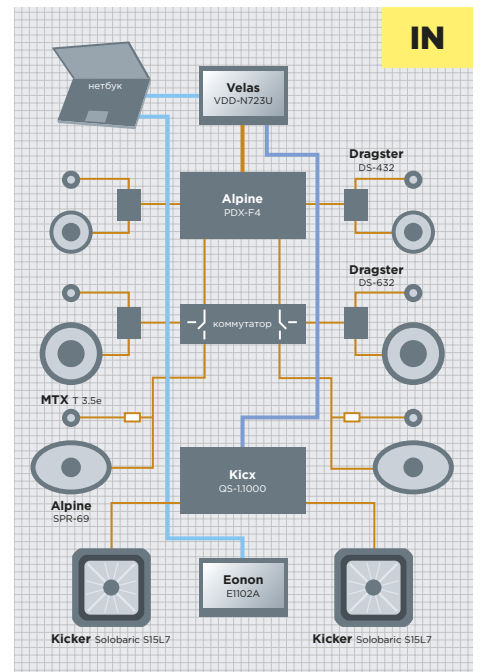 IN
нетбук
Velas
VDD-N723U
Dragster
DS-432
Alpine
PDX-F4
Dragster
DS-632
коммутатор
MTX T 3.5e
Kicx
QS-1.1000
Alpine
SPR-69
Eonon
E1102A
Kicker Solobaric S15L7
Kicker Solobaric S15L7